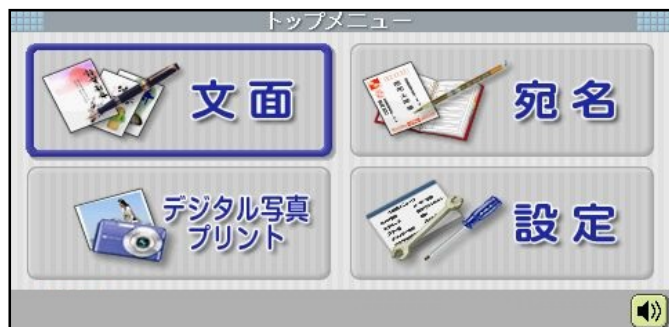 トップメニュー
文面
宛名
デジタル写真
プリント
設定